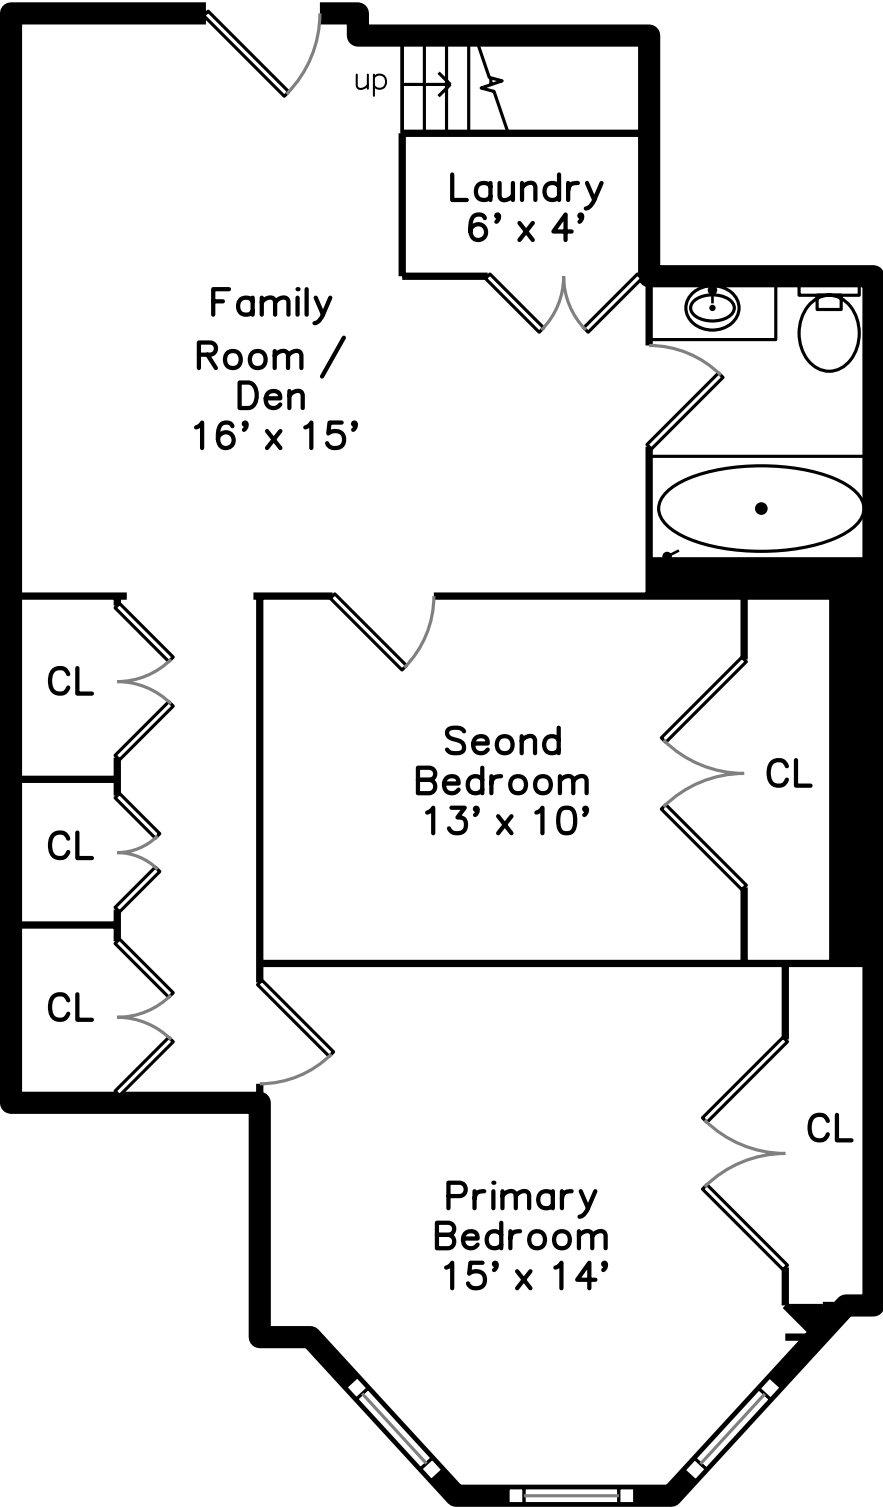 up
Laundry
6' x 4'
Family
Room /
Den
16' x 15'
CL
Seond
Bedroom
13' x 10'
CL
CL
CL
Primary
Bedroom
15' x 14'
CL